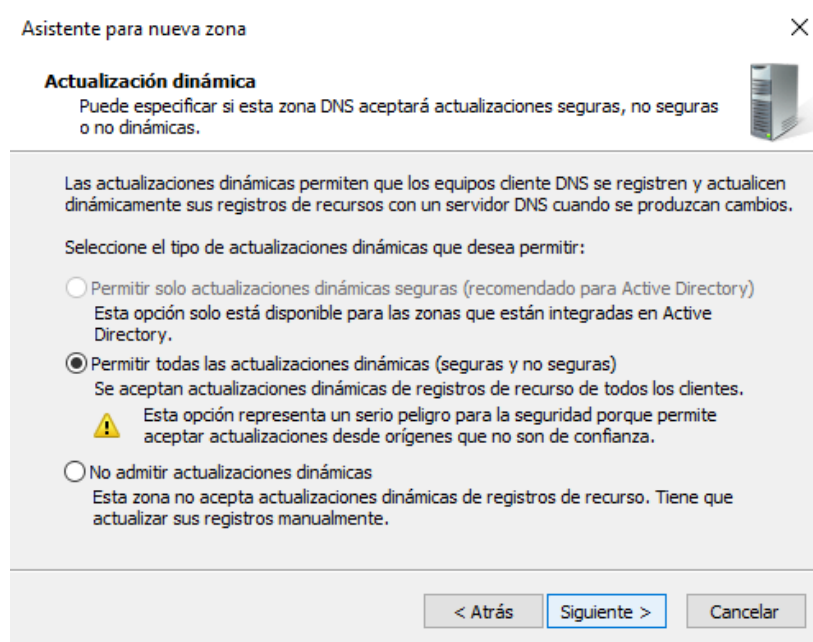 Asistente para nueva zona
Actualización dinámica
Puede especificar si esta zona DNS aceptará actualizaciones seguras, no seguras
o no dinámicas.
Las actualizaciones dinámicas permiten que los equipos cliente DNS se registren y actualicen
dinámicamente sus registros de recursos con un servidor DNS cuando se produzcan cambios.
Seleccione el tipo de actualizaciones dinámicas que desea permitir:
Permitir solo actualizaciones dinámicas seguras (recomendado para Active Directory)
Esta opción solo está disponible para las zonas que están integradas en Active
Directory.
Permitir todas las actualizaciones dinámicas (seguras y no seguras)
Se aceptan actualizaciones dinámicas de registros de recurso de todos los clientes.
Esta opción representa un serio peligro para la seguridad porque permite
aceptar actualizaciones desde orígenes que no son de confianza.
No admitir actualizaciones dinámicas
Esta zona no acepta actualizaciones dinámicas de registros de recurso. Tiene que
actualizar sus registros manualmente.
< Atrás Siguiente > Cancelar